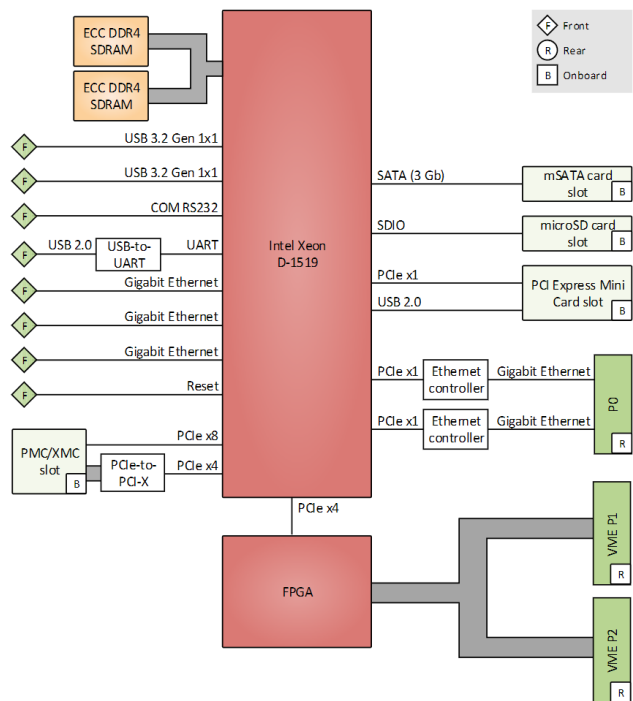 ECC DDR4
SDRAM
ECC DDR4
SDRAM
F Front
R Rear
B Onboard
F USB 3.2 Gen 1x1
F USB 3.2 Gen 1x1
F COM RS232
F USB 2.0
USB-to-
UART
UART
F Gigabit Ethernet
F Gigabit Ethernet
F Gigabit Ethernet
F Reset
PMC/XMC
slot
B
PCIe x8
PCIe-to-
PCI-X
PCIe x4
Intel Xeon
D-1519
SATA (3 Gb)
mSATA card
slot
B
SDIO
microSD card
slot
B
PCIe x1
USB 2.0
PCI Express Mini
Card slot
B
PCIe x1
Ethernet
controller
Gigabit Ethernet
PCIe x1
Ethernet
controller
Gigabit Ethernet
P0
R
PCIe x4
FPGA
VME P1
R
VME P2
R